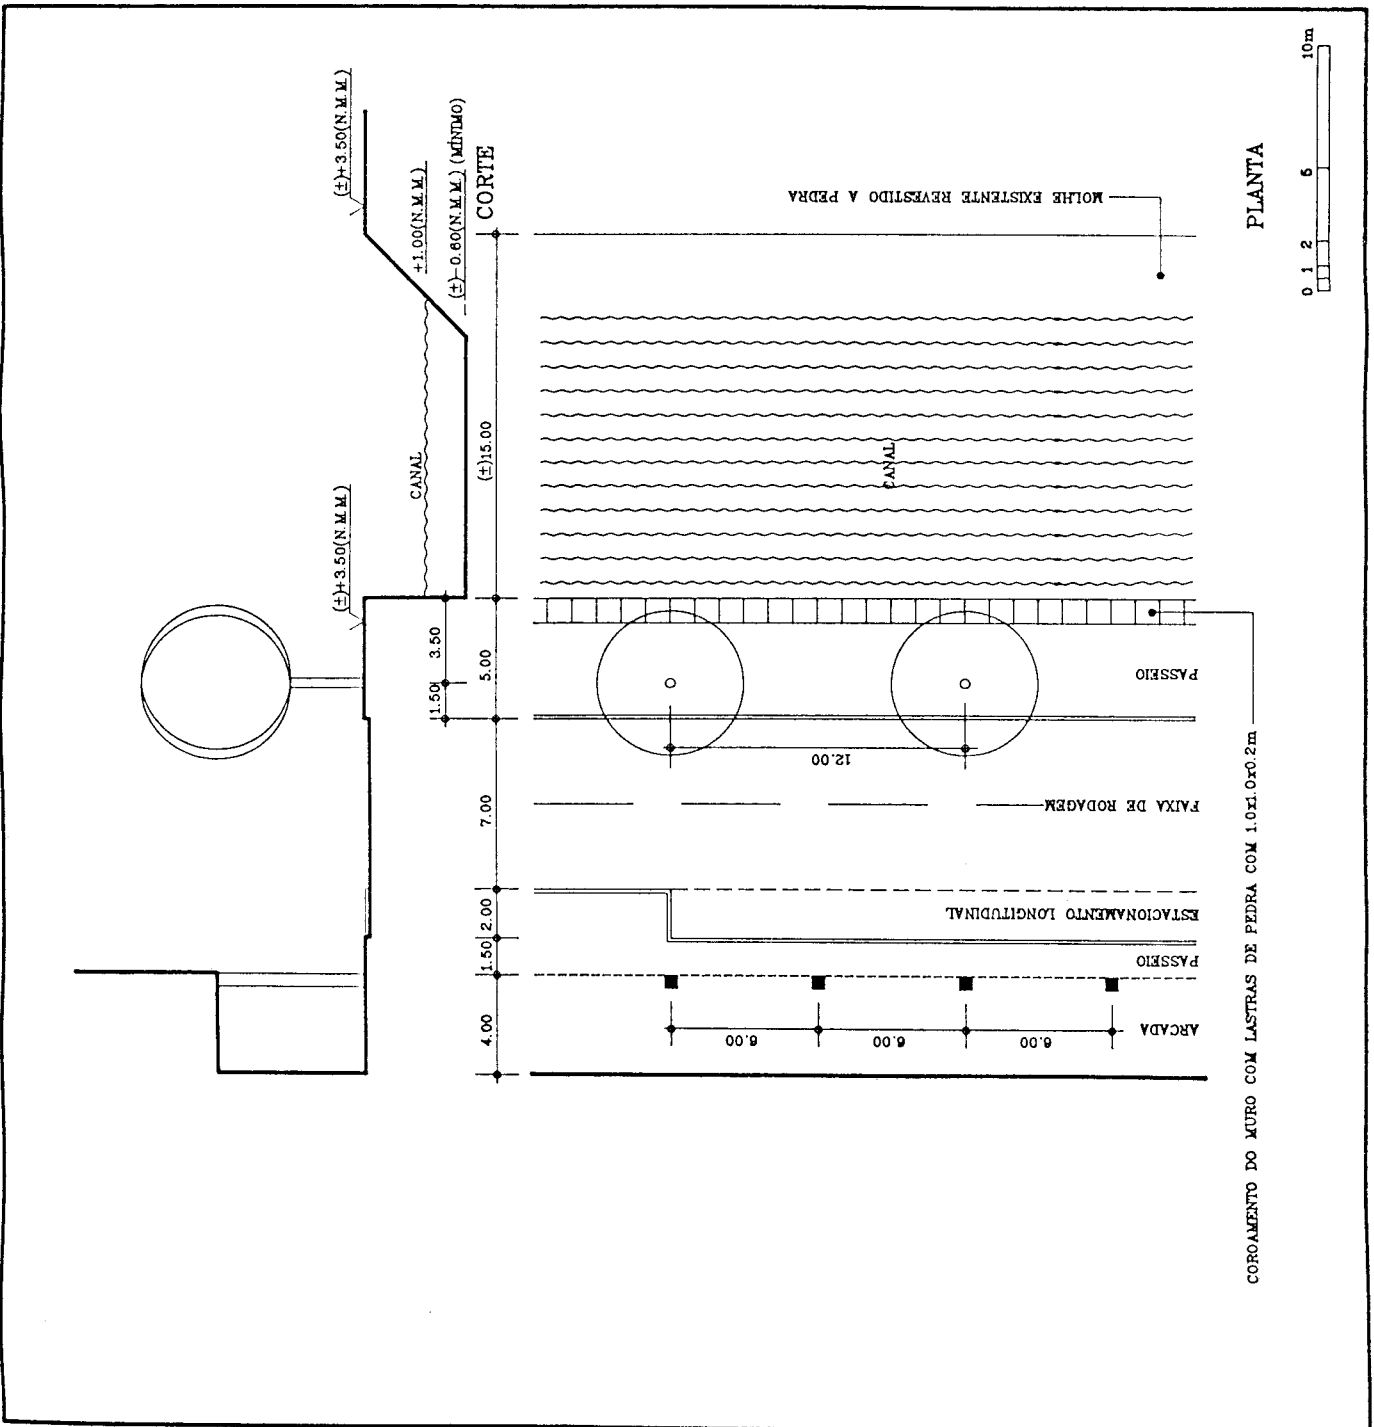 (±)+3.50(N.M.M.)
+1.00(N.M.M.)
(±)-0.60(N.M.M.) (MÍNIMO)
CORTE
CANAL
(±)+3.50(N.M.M.)
(±)15.00
3.50
1.50
5.00
7.00
2.00
1.50
4.00
MOLHE EXISTENTE REVESTIDO A PEDRA
CANAL
PASSEIO
12.00
FAIXA DE RODAGEM
ESTACIONAMENTO LONGITUDINAL
PASSEIO
ARCADA
6.00
6.00
6.00
COROAMENTO DO MURO COM LASTRAS DE PEDRA COM 1.0x1.0x0.2m
PLANTA
0 1 2 5 10m